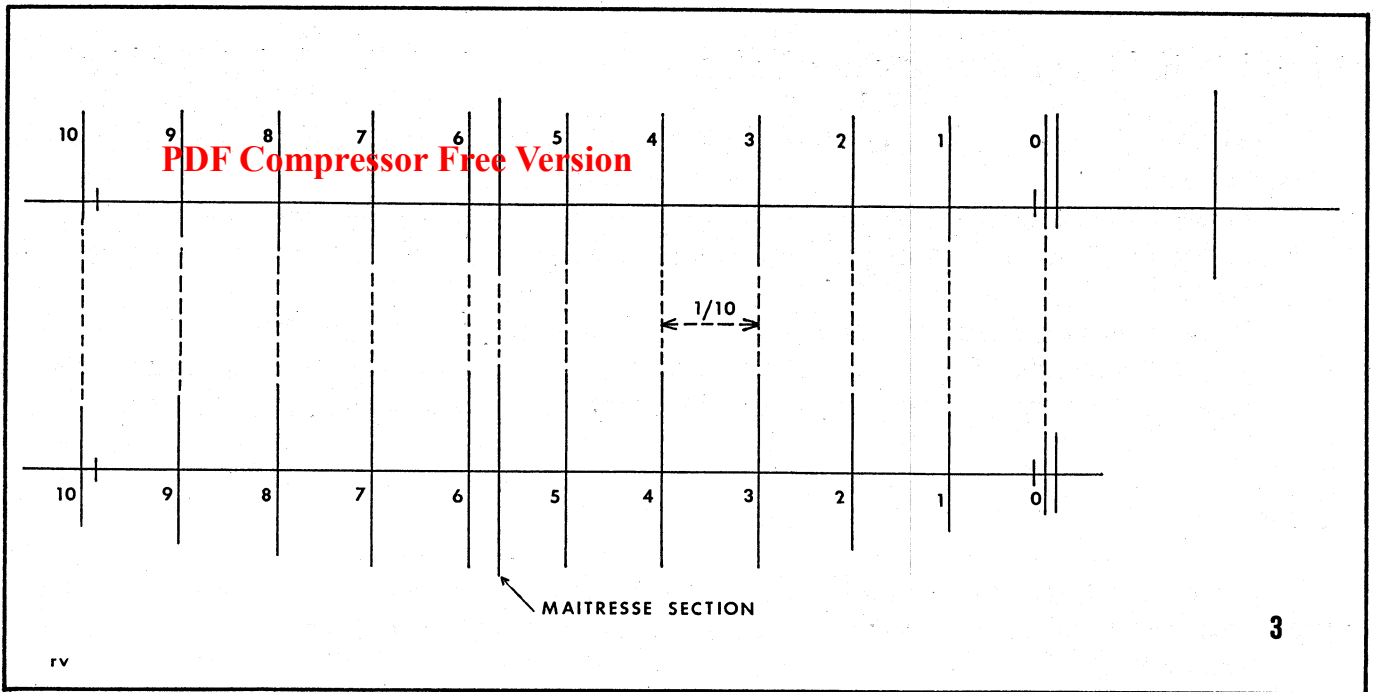 10 9 8 7 6 5 4 3 2 1 0
PDF Compressor Free Version
1/10
10 9 8 7 6 5 4 3 2 1 0
MAITRESSE SECTION
3
rv